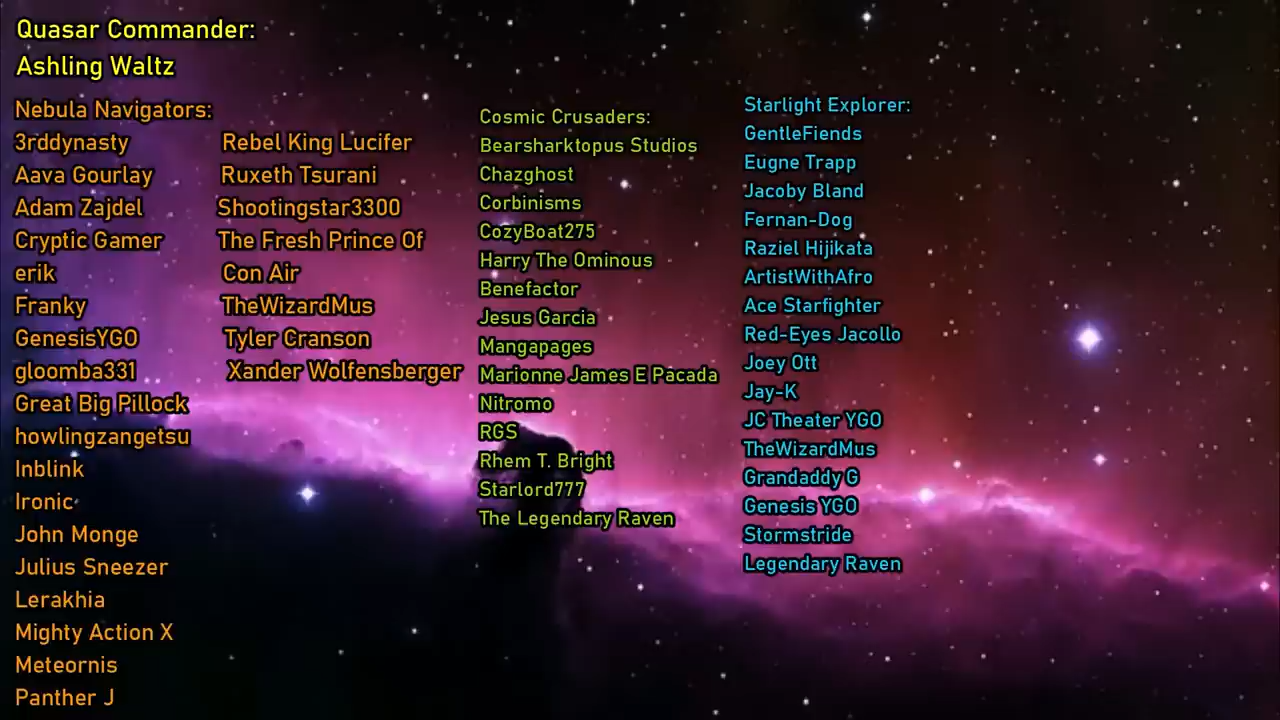 Quasar Commander:
Ashling Waltz
Nebula Navigators:
3rddynasty
Aava Gourlay
Adam Zajdel
Cryptic Gamer
erik
Franky
GenesisYGO
gloomba331
Great Big Pillock
howlingzangetsu
Inblink
Ironic
John Monge
Julius Sneezer
Lerakhia
Mighty Action X
Meteornis
Panther J
Rebel King Lucifer
Ruxeth Tsurani
Shootingstar3300
The Fresh Prince Of
Con Air
TheWizardMus
Tyler Cranson
Xander Wolfensberger
Cosmic Crusaders:
Bearsharktopus Studios
Chazghost
Corbinisms
CozyBoat275
Harry The Ominous
Benefactor
Jesus Garcia
Mangapages
Marionne James E Pacada
Nitromo
RGS
Rhem T. Bright
Starlord777
The Legendary Raven
Starlight Explorer:
GentleFiends
Eugne Trapp
Jacoby Bland
Fernan-Dog
Raziel Hijikata
ArtistWithAfro
Ace Starfighter
Red-Eyes Jacollo
Joey Ott
Jay-K
JC Theater YGO
TheWizardMus
Grandaddy G
Genesis YGO
Stormstride
Legendary Raven